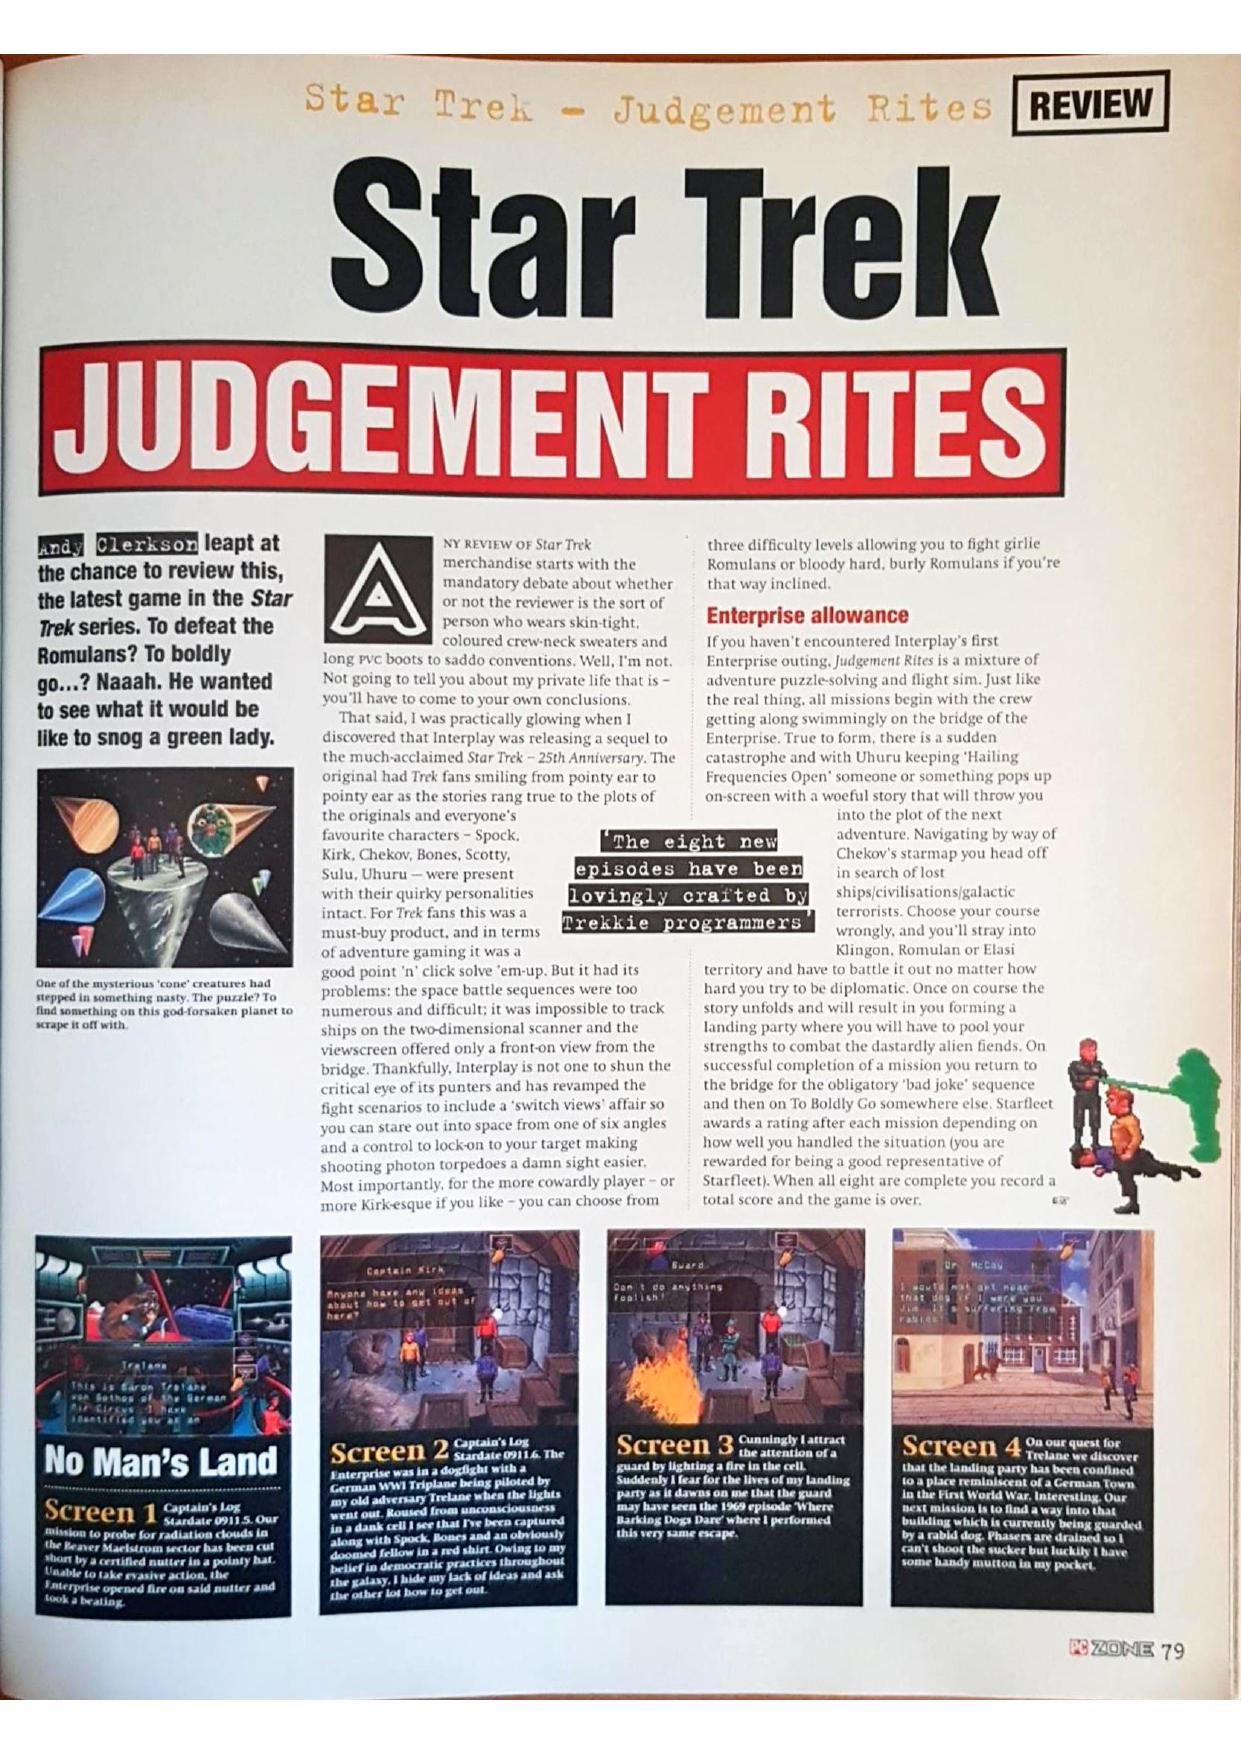 Star Trek - Judgement Rites
REVIEW
Star Trek
JUDGEMENT RITES
Andy Clerkson leapt at
the chance to review this,
the latest game in the Star
Trek series. To defeat the
Romulans? To boldly
go...? Naaah. He wanted
to see what it would be
like to snog a green lady.
One of the mysterious 'cone' creatures had
stepped in something nasty. The puzzle? To
find something on this god-forsaken planet to
scrape it off with.
A
NY REVIEW OF Star Trek
merchandise starts with the
mandatory debate about whether
or not the reviewer is the sort of
person who wears skin-tight,
coloured crew-neck sweaters and
long PVC boots to saddo conventions. Well, I'm not.
Not going to tell you about my private life that is –
you'll have to come to your own conclusions.
That said, I was practically glowing when I
discovered that Interplay was releasing a sequel to
the much-acclaimed Star Trek – 25th Anniversary. The
original had Trek fans smiling from pointy ear to
pointy ear as the stories rang true to the plots of
the originals and everyone's
favourite characters – Spock,
Kirk, Chekov, Bones, Scotty,
Sulu, Uhuru — were present
with their quirky personalities
intact. For Trek fans this was a
must-buy product, and in terms
of adventure gaming it was a
good point 'n' click solve 'em-up. But it had its
problems: the space battle sequences were too
numerous and difficult; it was impossible to track
ships on the two-dimensional scanner and the
viewscreen offered only a front-on view from the
bridge. Thankfully, Interplay is not one to shun the
critical eye of its punters and has revamped the
fight scenarios to include a 'switch views' affair so
you can stare out into space from one of six angles
and a control to lock-on to your target making
shooting photon torpedoes a damn sight easier.
Most importantly, for the more cowardly player – or
more Kirk-esque if you like – you can choose from
'The eight new
episodes have been
lovingly crafted by
Trekkie programmers'
three difficulty levels allowing you to fight girlie
Romulans or bloody hard, burly Romulans if you're
that way inclined.
Enterprise allowance
If you haven't encountered Interplay's first
Enterprise outing, Judgement Rites is a mixture of
adventure puzzle-solving and flight sim. Just like
the real thing, all missions begin with the crew
getting along swimmingly on the bridge of the
Enterprise. True to form, there is a sudden
catastrophe and with Uhuru keeping 'Hailing
Frequencies Open' someone or something pops up
on-screen with a woeful story that will throw you
into the plot of the next
adventure. Navigating by way of
Chekov's starmap you head off
in search of lost
ships/civilisations/galactic
terrorists. Choose your course
wrongly, and you'll stray into
Klingon, Romulan or Elasi
territory and have to battle it out no matter how
hard you try to be diplomatic. Once on course the
story unfolds and will result in you forming a
landing party where you will have to pool your
strengths to combat the dastardly alien fiends. On
successful completion of a mission you return to
the bridge for the obligatory 'bad joke' sequence
and then on To Boldly Go somewhere else. Starfleet
awards a rating after each mission depending on
how well you handled the situation (you are
rewarded for being a good representative of
Starfleet). When all eight are complete you record a
total score and the game is over.
Trelane
This is Baron Trelane
von Gothos of the German
Air Circus. I have
identified you as an
No Man's Land
Screen 1 Captain's Log
Stardate 0911.5. Our
mission to probe for radiation clouds in
the Beaver Maelstrom sector has been cut
short by a certified nutter in a pointy hat.
Unable to take evasive action, the
Enterprise opened fire on said nutter and
took a beating.
Captain Kirk
Anyone have any ideas
about how to get out of
here?
Screen 2 Captain's Log
Stardate 0911.6. The
Enterprise was in a dogfight with a
German WWI Triplane being piloted by
my old adversary Trelane when the lights
went out. Roused from unconsciousness
in a dank cell I see that I've been captured
along with Spock, Bones and an obviously
doomed fellow in a red shirt. Owing to my
belief in democratic practices throughout
the galaxy, I hide my lack of ideas and ask
the other lot how to get out.
Guard
Don't do anything
foolish!
Screen 3 Cunningly I attract
the attention of a
guard by lighting a fire in the cell.
Suddenly I fear for the lives of my landing
party as it dawns on me that the guard
may have seen the 1969 episode 'Where
Barking Dogs Dare' where I performed
this very same escape.
Dr. McCoy
I would not get near
that dog if I were you
Jim. It's suffering from
rabies!
Screen 4 On our quest for
Trelane we discover
that the landing party has been confined
to a place reminiscent of a German Town
in the First World War. Interesting. Our
next mission is to find a way into that
building which is currently being guarded
by a rabid dog. Phasers are drained so I
can't shoot the sucker but luckily I have
some handy mutton in my pocket.
PC ZONE 79